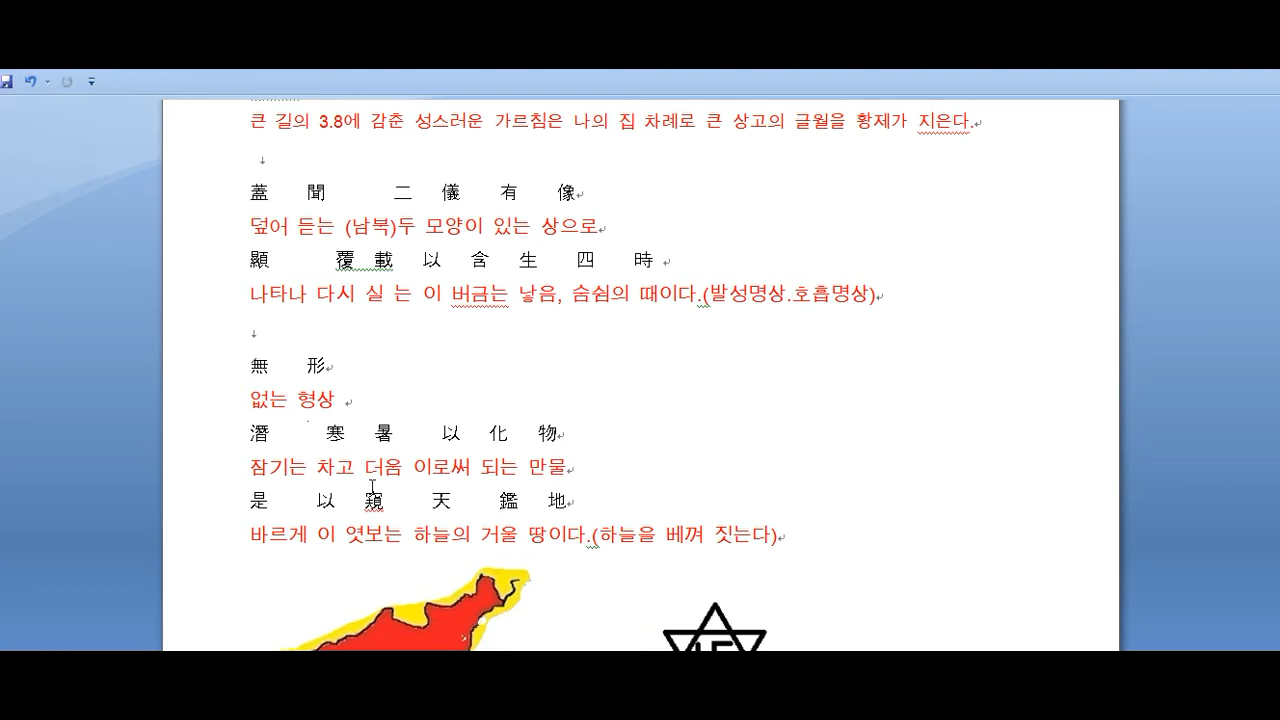 큰 길의 3.8에 감춘 성스러운 가르침은 나의 집 차례로 큰 상고의 글월을 황제가 지은다.
蓋 聞 二 儀 有 像
덮어 듣는 (남북)두 모양이 있는 상으로
顯 覆 載 以 含 生 四 時
나타나 다시 실 는 이 버금는 낳음, 숨쉼의 때이다.(발성명상.호흡명상)
無 形
없는 형상
潛 寒 暑 以 化 物
잠기는 차고 더움 이로써 되는 만물
是 以 窺 天 鑑 地
바르게 이 엿보는 하늘의 거울 땅이다.(하늘을 베껴 짓는다)